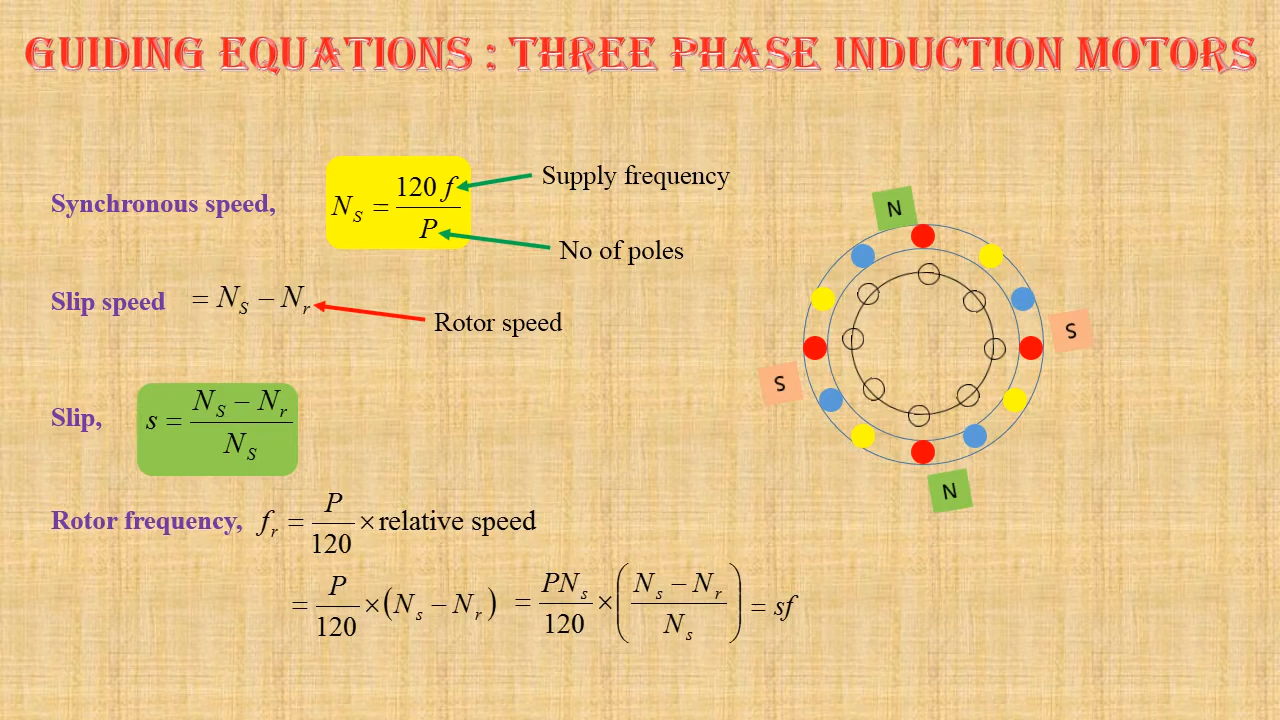 GUIDING EQUATIONS : THREE PHASE INDUCTION MOTORS
Synchronous speed, N_S = 120 f / P
Supply frequency
No of poles
Slip speed = N_S − N_r
Rotor speed
Slip, s = (N_S − N_r) / N_S
Rotor frequency, f_r = P / 120 × relative speed
= P / 120 × (N_s − N_r) = PN_s / 120 × ((N_s − N_r) / N_s) = sf
N
S
S
N